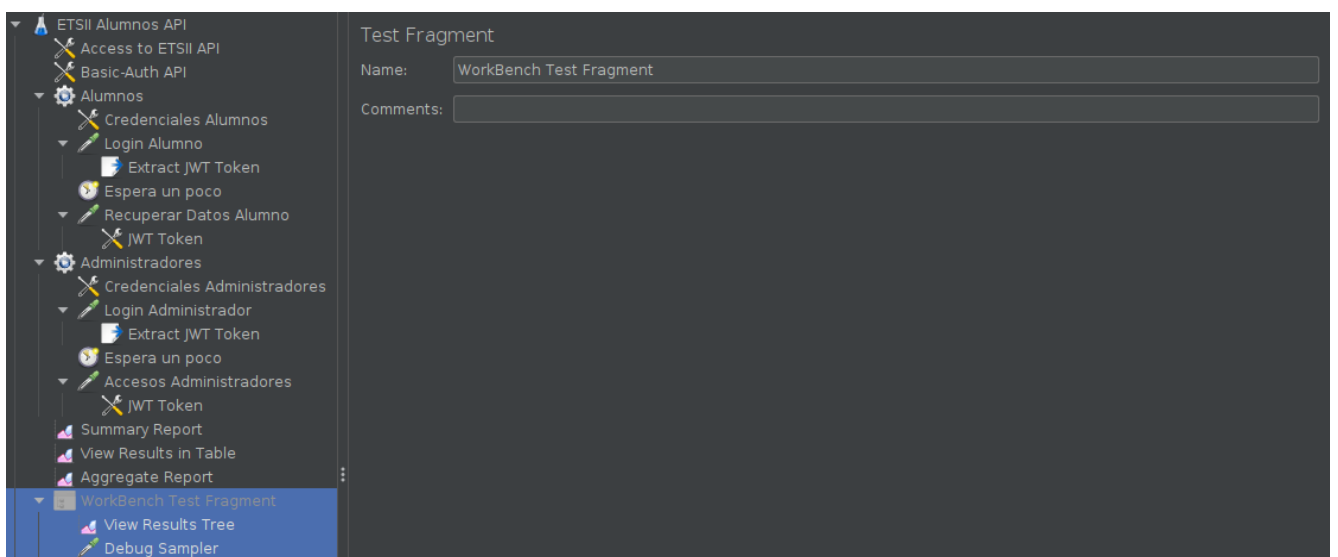 ETSII Alumnos API
Access to ETSII API
Basic-Auth API
Alumnos
Credenciales Alumnos
Login Alumno
Extract JWT Token
Espera un poco
Recuperar Datos Alumno
JWT Token
Administradores
Credenciales Administradores
Login Administrador
Extract JWT Token
Espera un poco
Accesos Administradores
JWT Token
Summary Report
View Results in Table
Aggregate Report
WorkBench Test Fragment
View Results Tree
Debug Sampler
Test Fragment
Name: WorkBench Test Fragment
Comments: